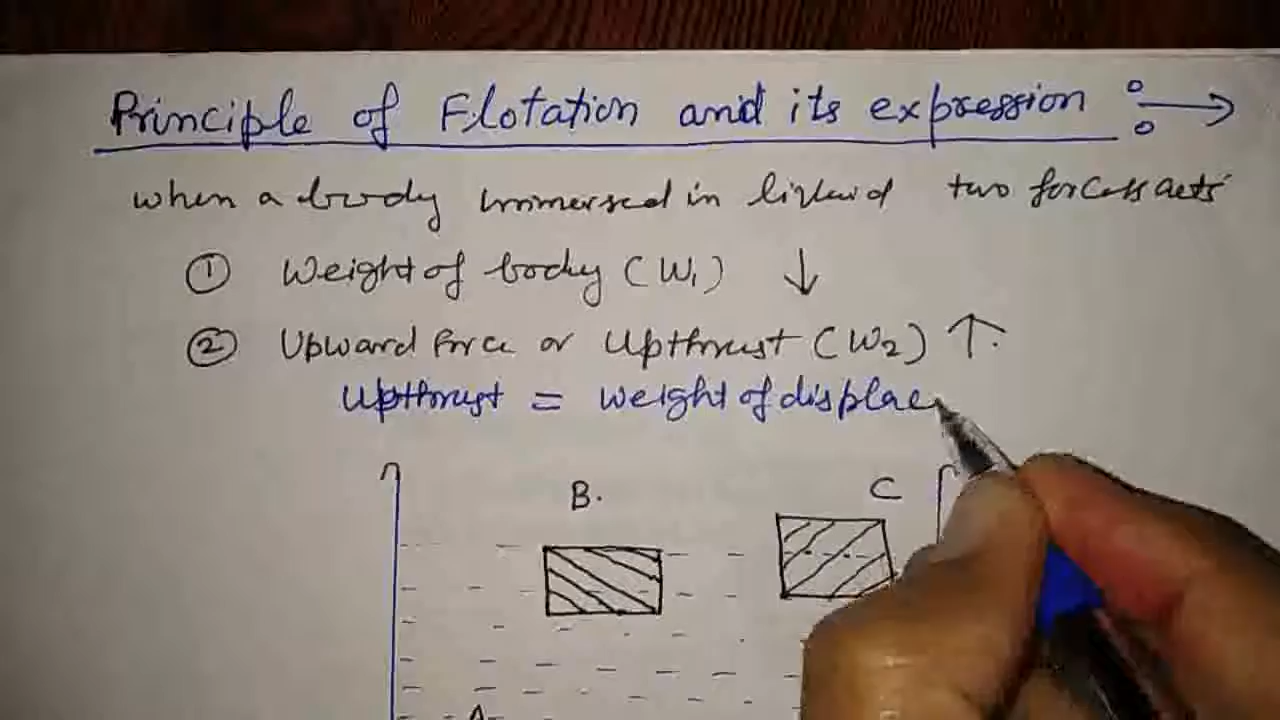 Principle of Flotation and its expression :→
when a body immersed in liquid two forces acts
① Weight of body (W₁) ↓
② Upward Force or Upthrust (W₂) ↑
Upthrust = Weight of displac
B.
C
A